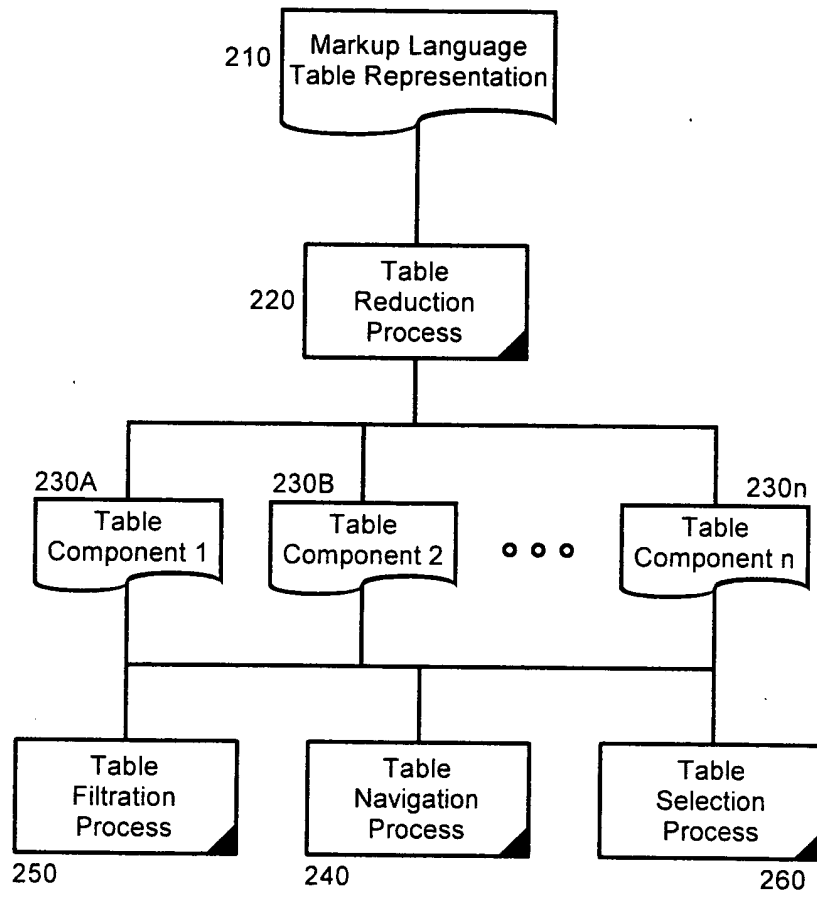 210
Markup Language
Table Representation
220
Table
Reduction
Process
230A
Table
Component 1
230B
Table
Component 2
230n
Table
Component n
Table
Filtration
Process
250
Table
Navigation
Process
240
Table
Selection
Process
260